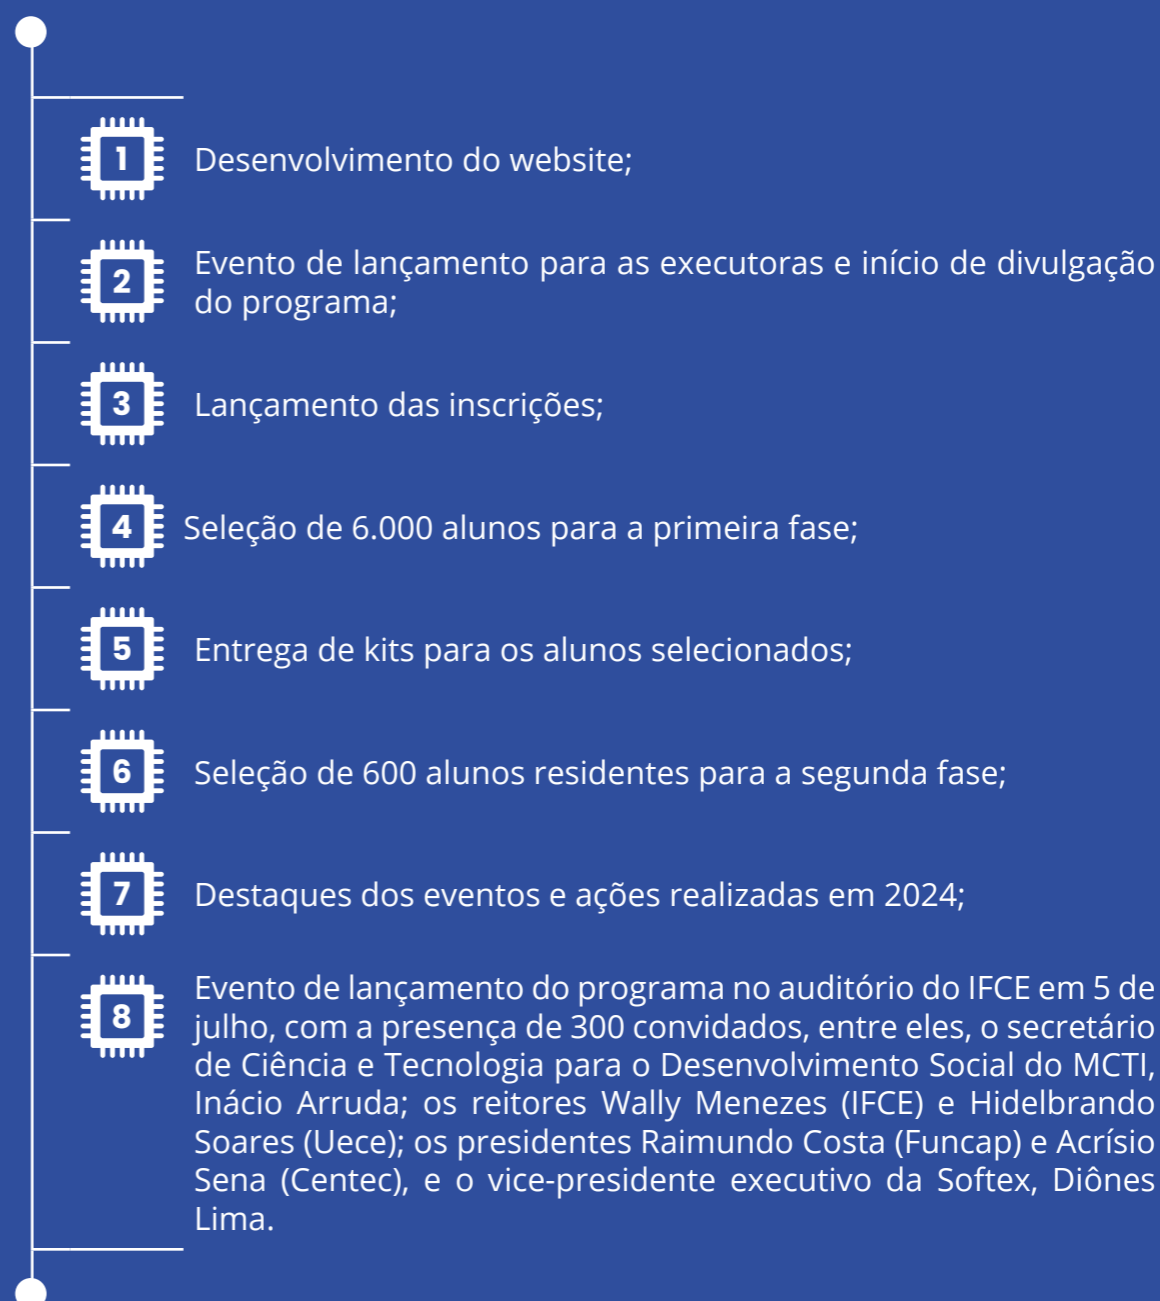 1
Desenvolvimento do website;
2
Evento de lançamento para as executoras e início de divulgação
do programa;
3
Lançamento das inscrições;
4
Seleção de 6.000 alunos para a primeira fase;
5
Entrega de kits para os alunos selecionados;
6
Seleção de 600 alunos residentes para a segunda fase;
7
Destaques dos eventos e ações realizadas em 2024;
8
Evento de lançamento do programa no auditório do IFCE em 5 de
julho, com a presença de 300 convidados, entre eles, o secretário
de Ciência e Tecnologia para o Desenvolvimento Social do MCTI,
Inácio Arruda; os reitores Wally Menezes (IFCE) e Hidelbrando
Soares (Uece); os presidentes Raimundo Costa (Funcap) e Acrísio
Sena (Centec), e o vice-presidente executivo da Softex, Diônes
Lima.